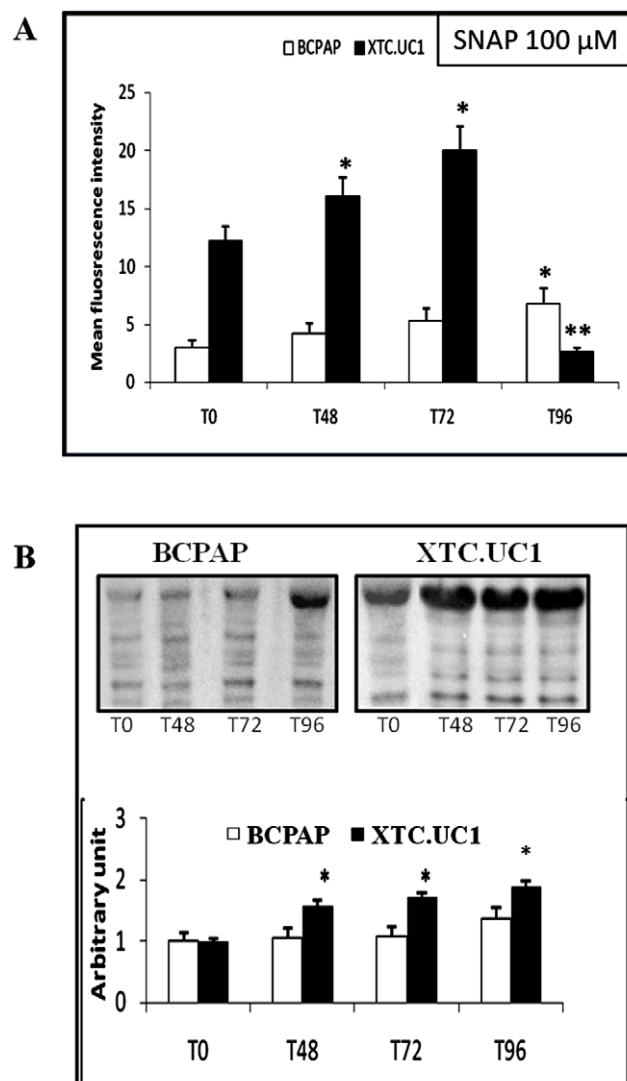 A
BCPAP XTC.UC1
SNAP 100 µM
Mean fluosrescence intensity
25
20
15
10
5
0
*
*
*
**
T0 T48 T72 T96
B
BCPAP XTC.UC1
T0 T48 T72 T96 T0 T48 T72 T96
Arbitrary unit
3
2
1
0
BCPAP XTC.UC1
* * *
T0 T48 T72 T96